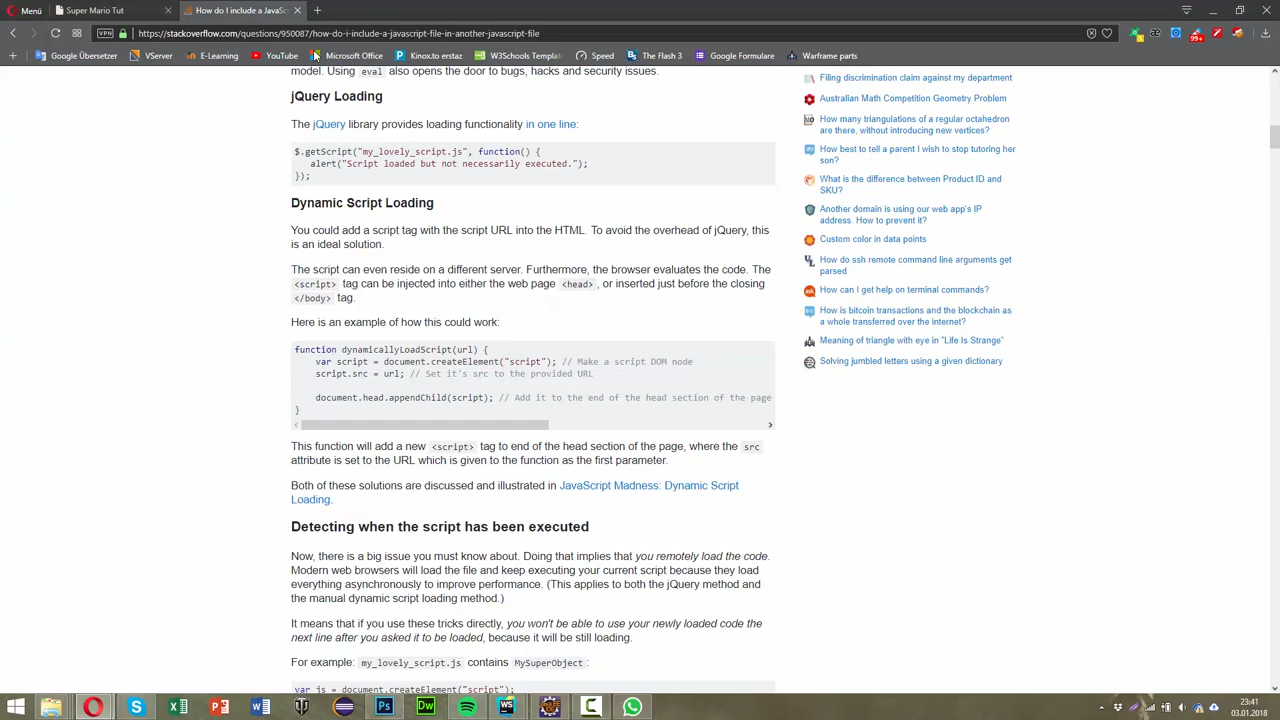 Menü
Super Mario Tut
How do I include a JavaSc
VPN
https://stackoverflow.com/questions/950087/how-do-i-include-a-javascript-file-in-another-javascript-file
99+
Google Übersetzer
VServer
E-Learning
YouTube
Microsoft Office
Kinox.to erstaz
W3Schools Tutorials
Speed
The Flash 3
Google Formulare
Warframe parts
model. Using eval also opens the door to bugs, hacks and security issues.
jQuery Loading
The jQuery library provides loading functionality in one line:
$.getScript("my_lovely_script.js", function() {
alert("Script loaded but not necessarily executed.");
});
Dynamic Script Loading
You could add a script tag with the script URL into the HTML. To avoid the overhead of jQuery, this
is an ideal solution.
The script can even reside on a different server. Furthermore, the browser evaluates the code. The
<script> tag can be injected into either the web page <head>, or inserted just before the closing
</body> tag.
Here is an example of how this could work:
function dynamicallyLoadScript(url) {
var script = document.createElement("script"); // Make a script DOM node
script.src = url; // Set it's src to the provided URL
document.head.appendChild(script); // Add it to the end of the head section of the page
}
This function will add a new <script> tag to end of the head section of the page, where the src
attribute is set to the URL which is given to the function as the first parameter.
Both of these solutions are discussed and illustrated in JavaScript Madness: Dynamic Script
Loading.
Detecting when the script has been executed
Now, there is a big issue you must know about. Doing that implies that you remotely load the code.
Modern web browsers will load the file and keep executing your current script because they load
everything asynchronously to improve performance. (This applies to both the jQuery method and
the manual dynamic script loading method.)
It means that if you use these tricks directly, you won't be able to use your newly loaded code the
next line after you asked it to be loaded, because it will be still loading.
For example: my_lovely_script.js contains MySuperObject:
var js = document.createElement("script");
Filing discrimination claim against my department
Australian Math Competition Geometry Problem
How many triangulations of a regular octahedron
are there, without introducing new vertices?
How best to tell a parent I wish to stop tutoring her
son?
What is the difference between Product ID and
SKU?
Another domain is using our web app's IP
address. How to prevent it?
Custom color in data points
How do ssh remote command line arguments get
parsed
How can I get help on terminal commands?
How is bitcoin transactions and the blockchain as
a whole transferred over the internet?
Meaning of triangle with eye in "Life Is Strange"
Solving jumbled letters using a given dictionary
Ps
Dw
WS
23:41
03.01.2018